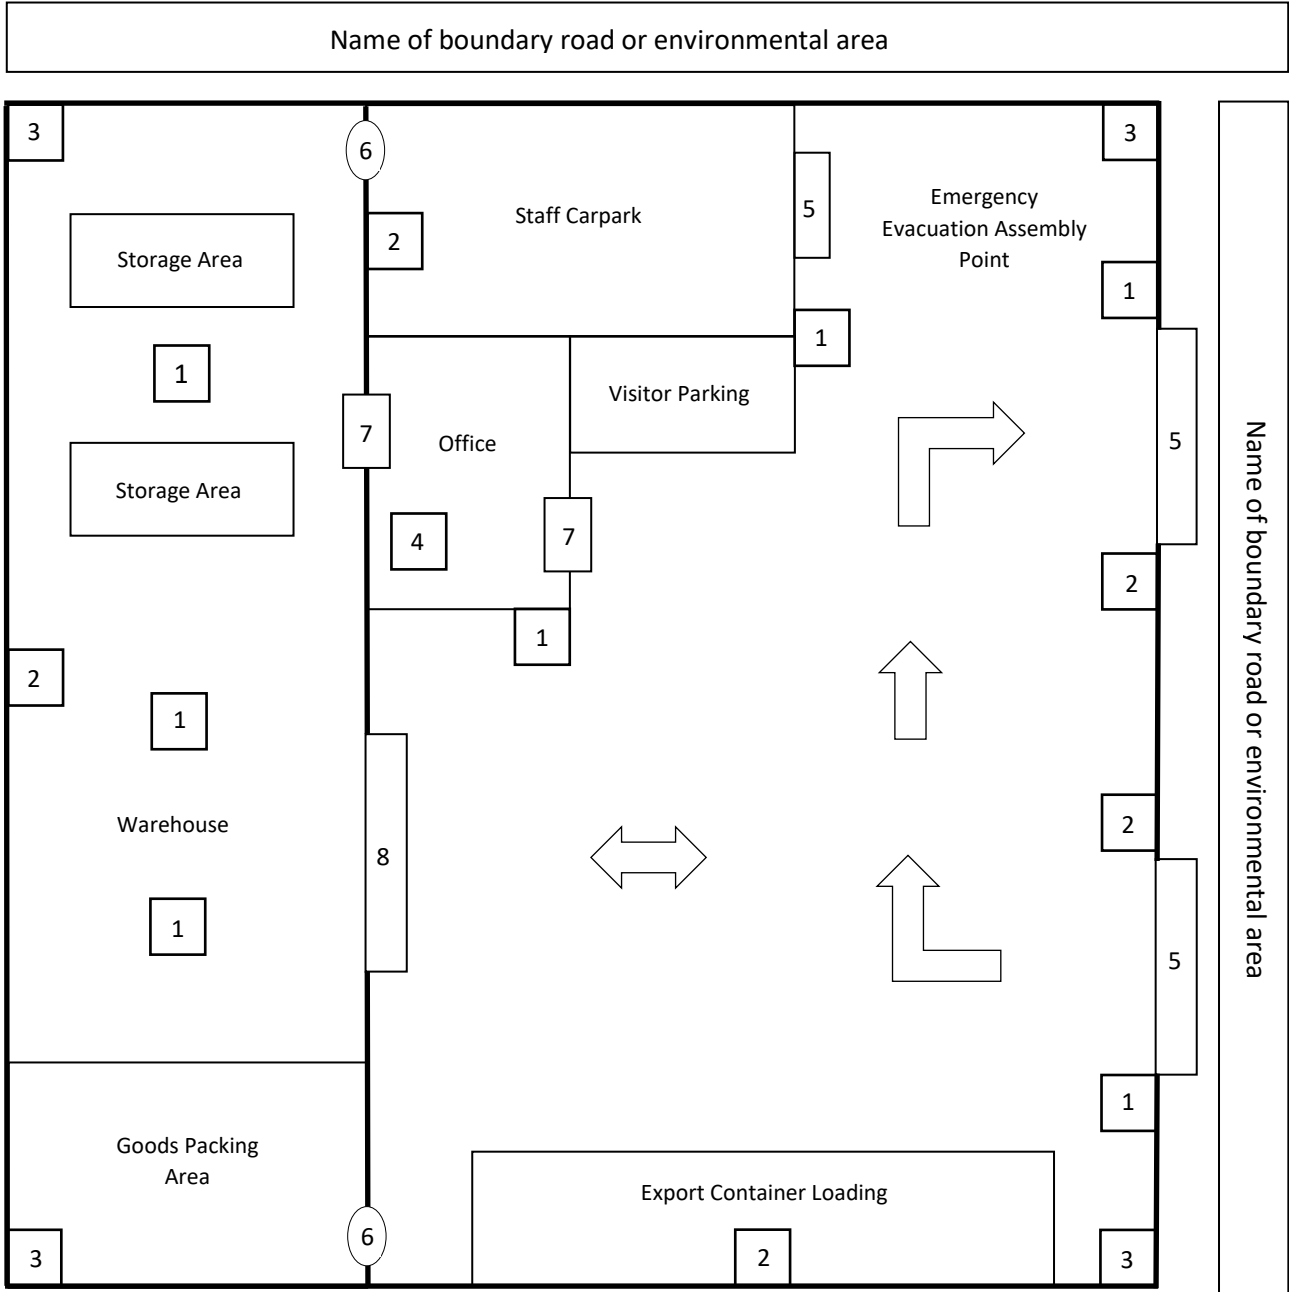 Name of boundary road or environmental area
3
6
3
Staff Carpark
5
Emergency
Evacuation Assembly
Point
2
Storage Area
1
1
1
Visitor Parking
7
Office
5
Name of boundary road or environmental area
Storage Area
4
7
2
1
2
1
2
Warehouse
8
1
5
1
Goods Packing
Area
Export Container Loading
6
2
3
3